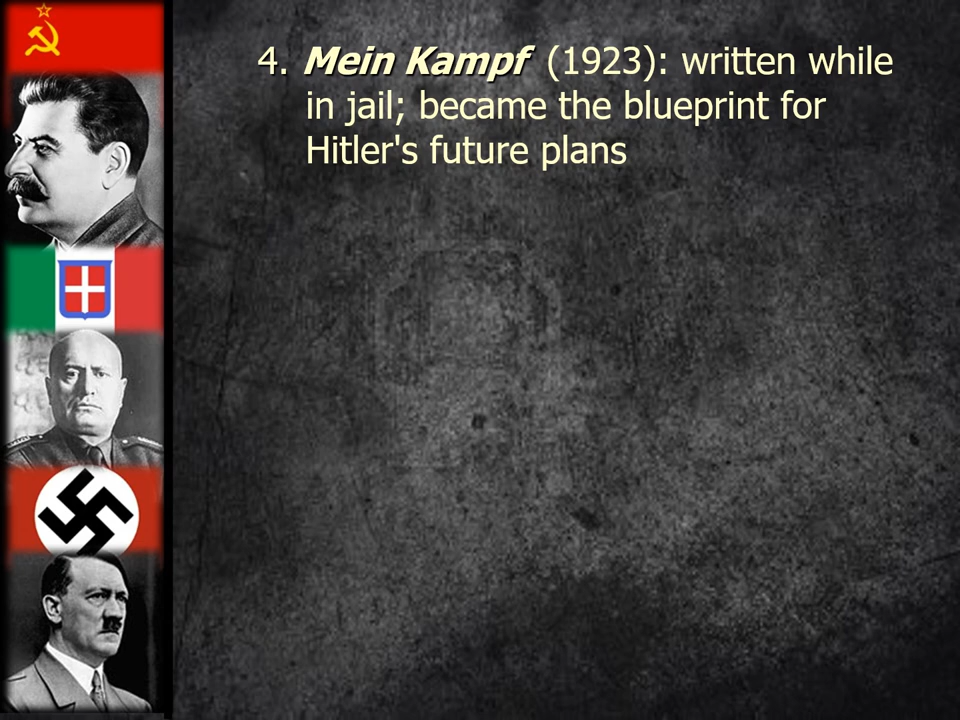 4. Mein Kampf (1923): written while
in jail; became the blueprint for
Hitler's future plans